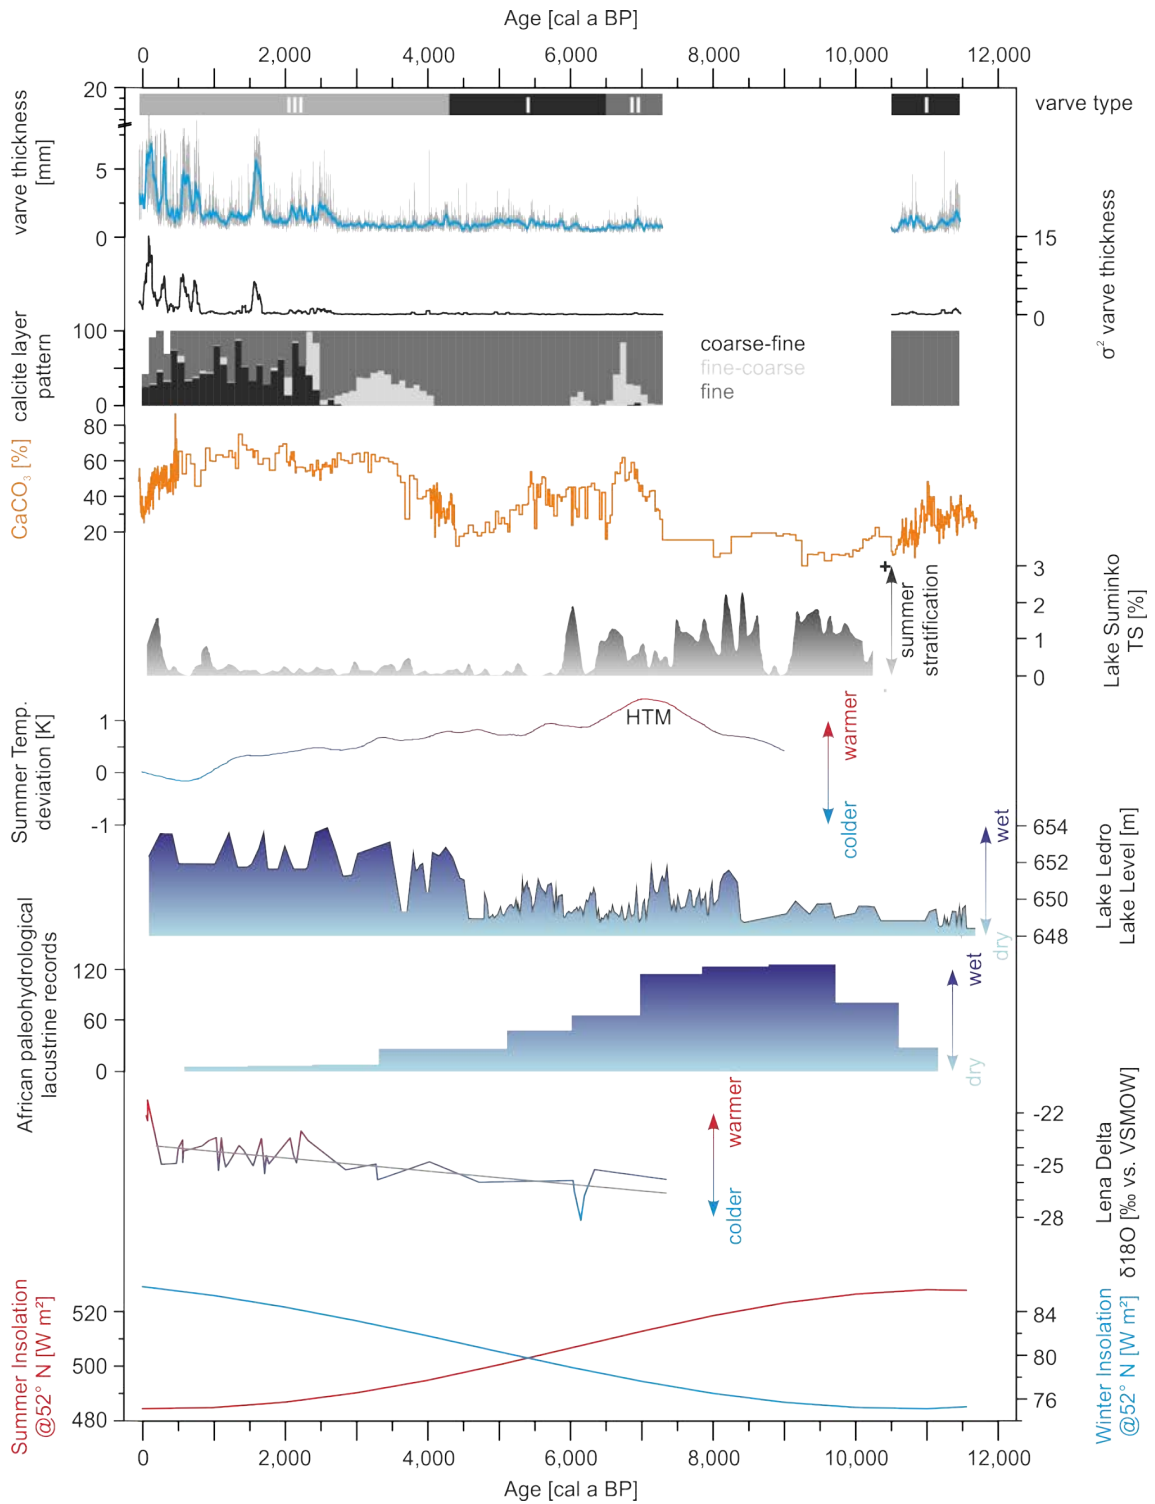 Age [cal a BP]
0 2,000 4,000 6,000 8,000 10,000 12,000
varve thickness
[mm]
20
5
0
varve type
σ² varve thickness
15
0
calcite layer
pattern
100
50
0
coarse-fine
fine-coarse
fine
CaCO₃ [%]
80
60
40
20
Lake Suminko
TS [%]
3
2
1
0
+
-
summer
stratification
Summer Temp.
deviation [K]
1
0
-1
HTM
warmer
colder
Lake Ledro
Lake Level [m]
654
652
650
648
wet
dry
African paleohydrological
lacustrine records
120
60
0
wet
dry
Lena Delta
δ18O [‰ vs. VSMOW]
-22
-25
-28
warmer
colder
Summer Insolation
@52° N [W m²]
520
500
480
Winter Insolation
@52° N [W m²]
84
80
76
0 2,000 4,000 6,000 8,000 10,000 12,000
Age [cal a BP]